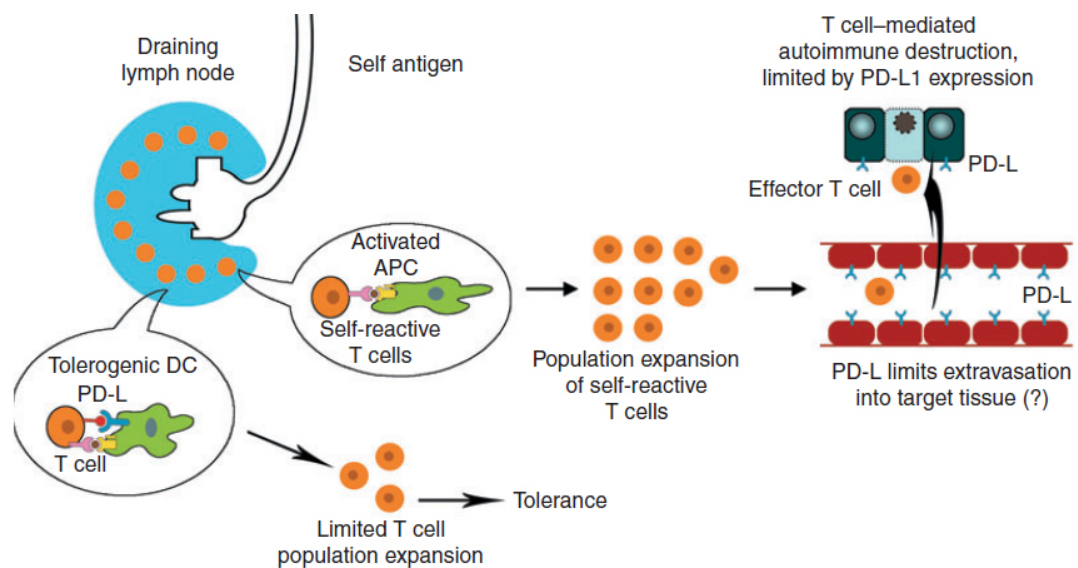 Draining
lymph node
Self antigen
T cell–mediated
autoimmune destruction,
limited by PD-L1 expression
PD-L
Effector T cell
Activated
APC
Self-reactive
T cells
Population expansion
of self-reactive
T cells
PD-L
PD-L limits extravasation
into target tissue (?)
Tolerogenic DC
PD-L
T cell
Limited T cell
population expansion
Tolerance